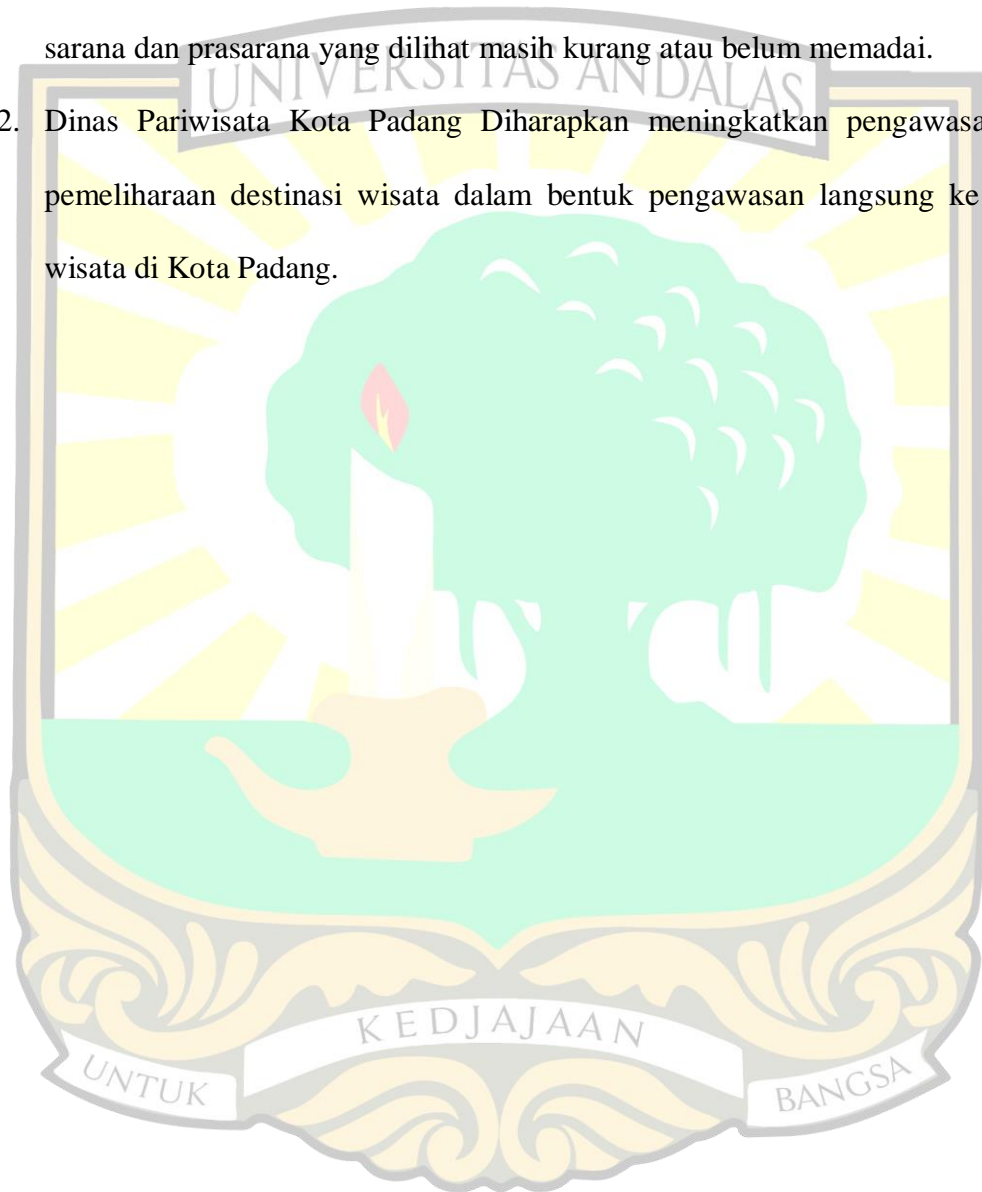 sarana dan prasarana yang dilihat masih kurang atau belum memadai.
UNIVERSITAS ANDALAS
2. Dinas Pariwisata Kota Padang Diharapkan meningkatkan
pemeliharaan destinasi wisata dalam bentuk pengawasan langsung ke
wisata di Kota Padang.
KEDJAJAAN
UNTUK
BANGSA